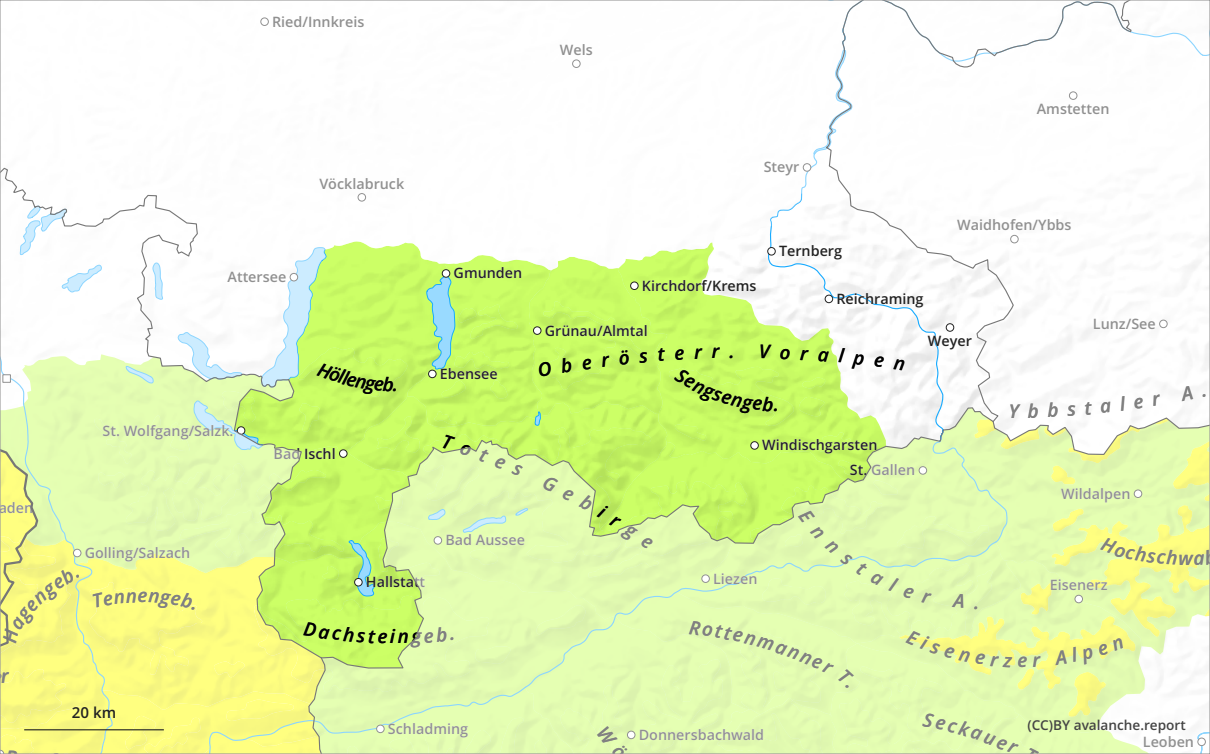 Ried/Innkreis
Wels
Amstetten
Steyr
Vöcklabruck
Waidhofen/Ybbs
Ternberg
Attersee
Gmunden
Kirchdorf/Krems
Reichraming
Lunz/See
Grünau/Almtal
Weyer
Oberösterr. Voralpen
Höllengeb.
Ebensee
Sengsengeb.
Ybbstaler A.
St. Wolfgang/Salzk.
Totes Gebirge
Windischgarsten
Bad Ischl
St. Gallen
Wildalpen
aden
Ennstaler A.
Bad Aussee
Golling/Salzach
Hochschwab
Hallstatt
Liezen
Eisenerz
Hagengeb.
Tennengeb.
Dachsteingeb.
Rottenmanner T.
Eisenerzer Alpen
r
20 km
Schladming
Donnersbachwald
Wö
Seckauer T
(CC)BY avalanche.report
Leoben